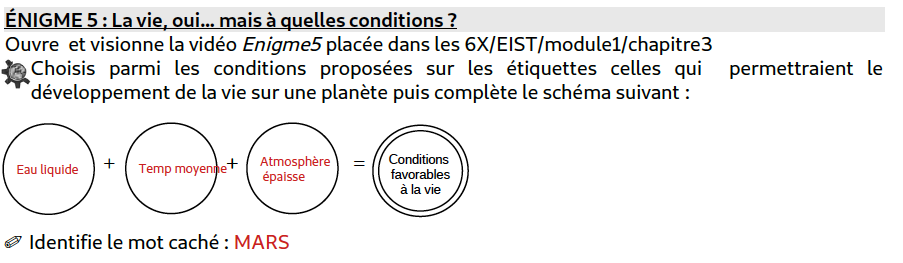 ÉNIGME 5 : La vie, oui… mais à quelles conditions ?
Ouvre et visionne la vidéo Enigme5 placée dans les 6X/EIST/module1/chapitre3
Choisis parmi les conditions proposées sur les étiquettes celles qui permettraient le
développement de la vie sur une planète puis complète le schéma suivant :
Eau liquide + Temp moyenne + Atmosphère épaisse = Conditions favorables à la vie
Identifie le mot caché : MARS